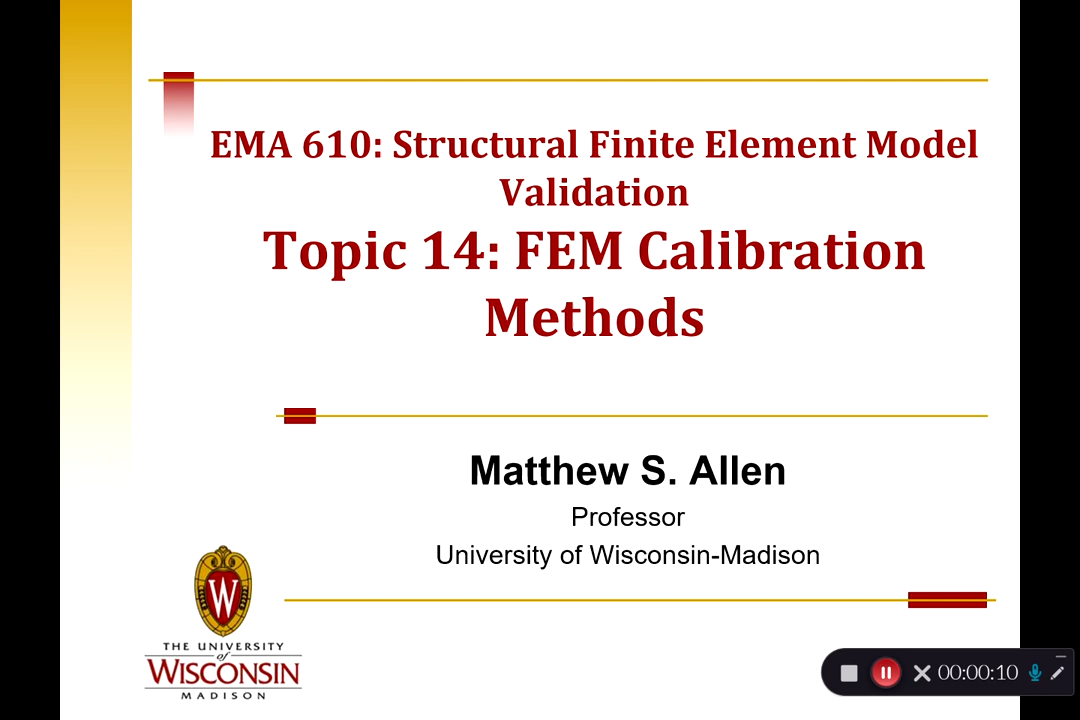 EMA 610: Structural Finite Element Model
Validation
Topic 14: FEM Calibration
Methods
Matthew S. Allen
Professor
University of Wisconsin-Madison
W
THE UNIVERSITY
of
WISCONSIN
MADISON
00:00:10